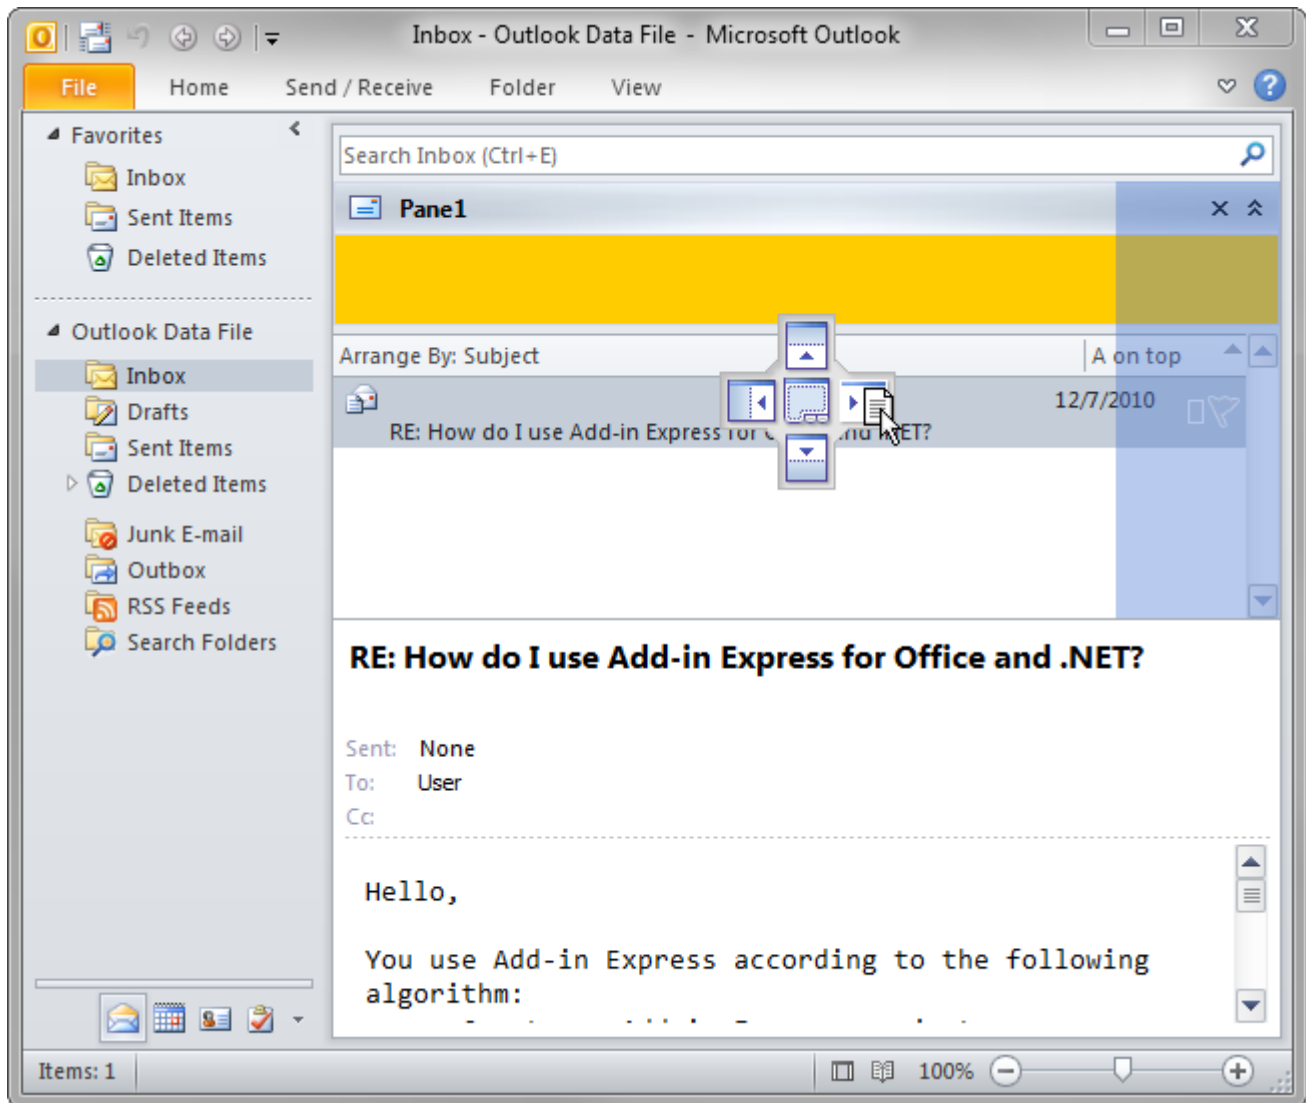 Inbox - Outlook Data File - Microsoft Outlook
File Home Send / Receive Folder View
Favorites
Inbox
Sent Items
Deleted Items
Outlook Data File
Inbox
Drafts
Sent Items
Deleted Items
Junk E-mail
Outbox
RSS Feeds
Search Folders
Search Inbox (Ctrl+E)
Pane1
Arrange By: Subject A on top
12/7/2010
RE: How do I use Add-in Express for
RE: How do I use Add-in Express for Office and .NET?
Sent: None
To: User
Cc:
Hello,
You use Add-in Express according to the following
algorithm:
Items: 1 100%